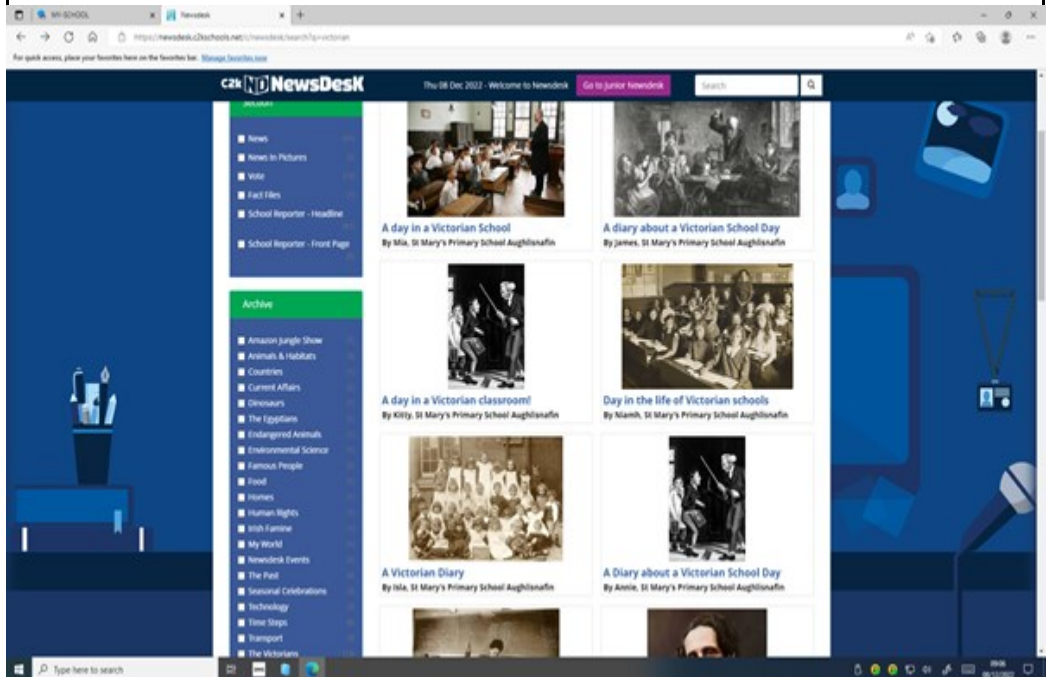 MY-SCHOOL
Newsdesk
https://newsdesk.c2kschools.net/c/newsdesk/search?q=victorian
For quick access, place your favorites here on the favorites bar. Manage favorites now
C2k ND NewsDesK
Thu 08 Dec 2022 - Welcome to Newsdesk
Go to Junior Newsdesk
Search
Section
News
News In Pictures
Vote
Fact Files
School Reporter - Headline
School Reporter - Front Page
Archive
Amazon Jungle Show
Animals & Habitats
Countries
Current Affairs
Dinosaurs
The Egyptians
Endangered Animals
Environmental Science
Famous People
Food
Homes
Human Rights
Irish Famine
My World
Newsdesk Events
The Past
Seasonal Celebrations
Technology
Time Steps
Transport
The Victorians
A day in a Victorian School
By Mia, St Mary's Primary School Aughlisnafin
A diary about a Victorian School Day
By James, St Mary's Primary School Aughlisnafin
A day in a Victorian classroom!
By Kitty, St Mary's Primary School Aughlisnafin
Day in the life of Victorian schools
By Niamh, St Mary's Primary School Aughlisnafin
A Victorian Diary
By Isla, St Mary's Primary School Aughlisnafin
A Diary about a Victorian School Day
By Annie, St Mary's Primary School Aughlisnafin
Type here to search
09:06